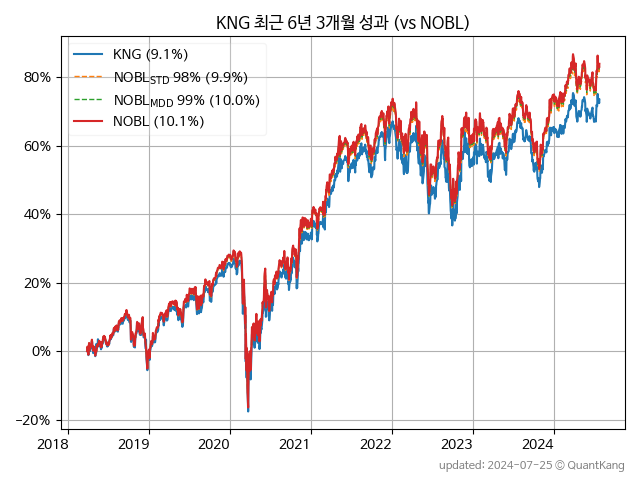 KNG 최근 6년 3개월 성과 (vs NOBL)
KNG (9.1%)
NOBL_STD 98% (9.9%)
NOBL_MDD 99% (10.0%)
NOBL (10.1%)
80%
60%
40%
20%
0%
−20%
2018 2019 2020 2021 2022 2023 2024
updated: 2024-07-25 © QuantKang